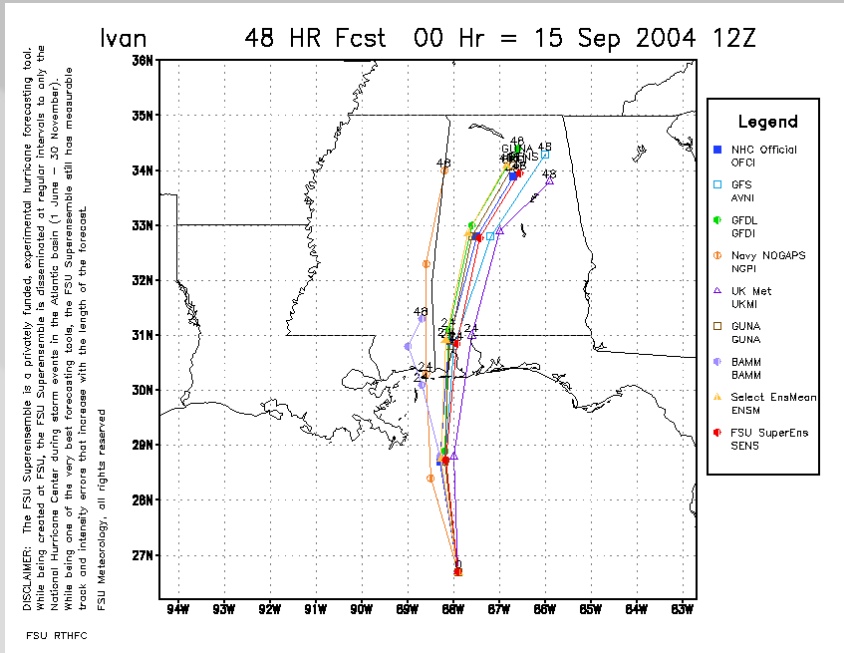 Ivan 48 HR Fcst 00 Hr = 15 Sep 2004 12Z
DISCLAIMER: The FSU Superensemble is a privately funded, experimental hurricane forecasting tool.
While being created at FSU, the FSU Superensemble is disseminated at regular intervals to only the
National Hurricane Center during storm events in the Atlantic basin (1 June – 30 November).
While being one of the very best forecasting tools, the FSU Superensemble still has measurable
track and intensity errors that increase with the length of the forecast.
FSU Meteorology, all rights reserved
36N
35N
34N
33N
32N
31N
30N
29N
28N
27N
48
48
48
48
48
24
24
24
24
0
94W 93W 92W 91W 90W 89W 88W 87W 86W 85W 84W 83W
Legend
NHC Official
OFCI
GFS
AVNI
GFDL
GFDI
Navy NOGAPS
NGPI
UK Met
UKMI
GUNA
GUNA
BAMM
BAMM
Select EnsMean
ENSM
FSU SuperEns
SENS
FSU RTHFC